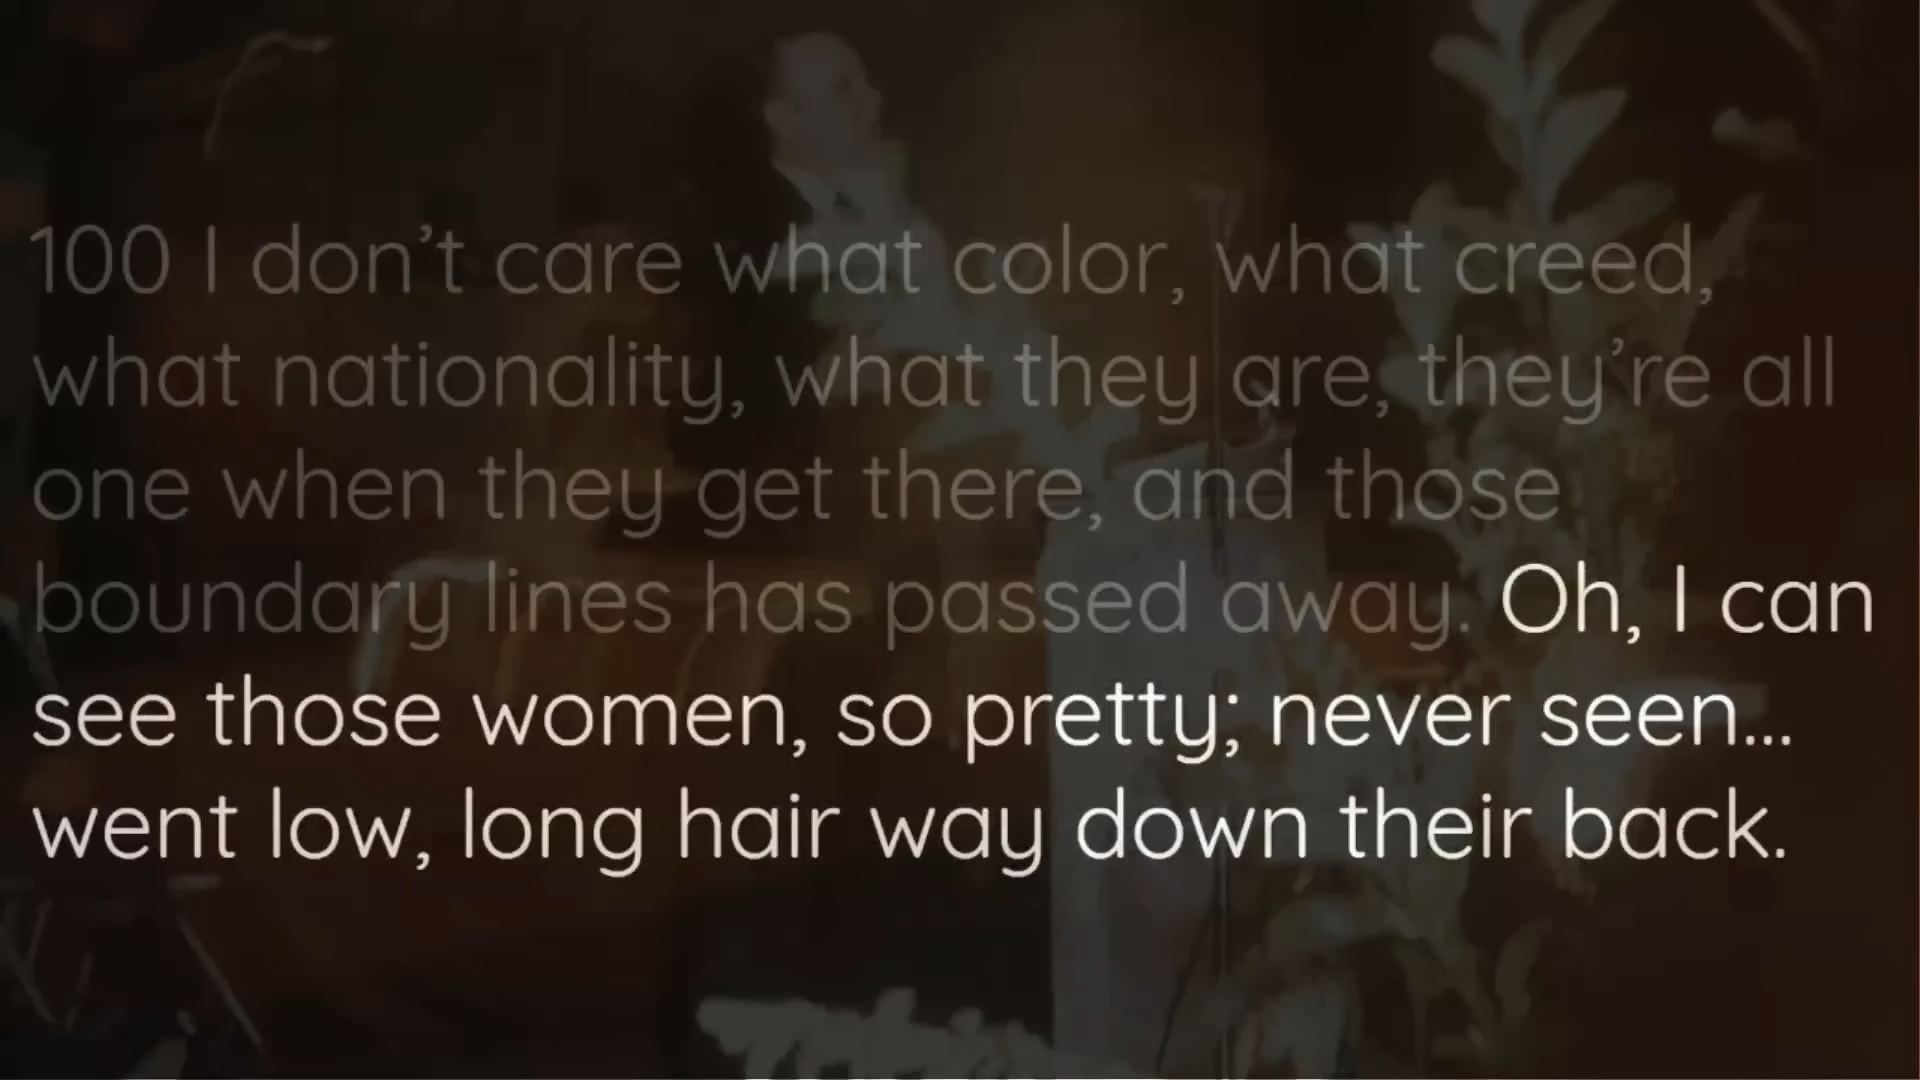 100 I don’t care what color, what creed,
what nationality, what they are, they’re all
one when they get there, and those
boundary lines has passed away. Oh, I can
see those women, so pretty; never seen...
went low, long hair way down their back.